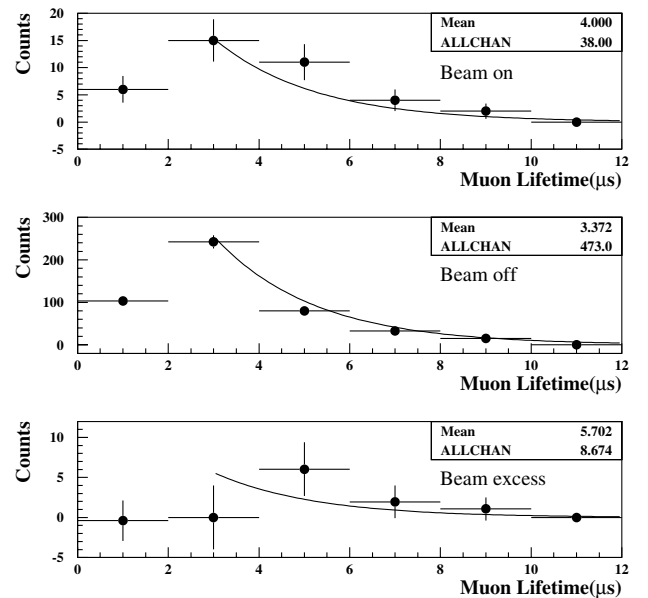 Counts
20
15
10
5
0
-5
Mean 4.000
ALLCHAN 38.00
Beam on
0 2 4 6 8 10 12
Muon Lifetime(μs)
Counts
300
200
100
0
Mean 3.372
ALLCHAN 473.0
Beam off
0 2 4 6 8 10 12
Muon Lifetime(μs)
Counts
10
5
0
-5
Mean 5.702
ALLCHAN 8.674
Beam excess
0 2 4 6 8 10 12
Muon Lifetime(μs)